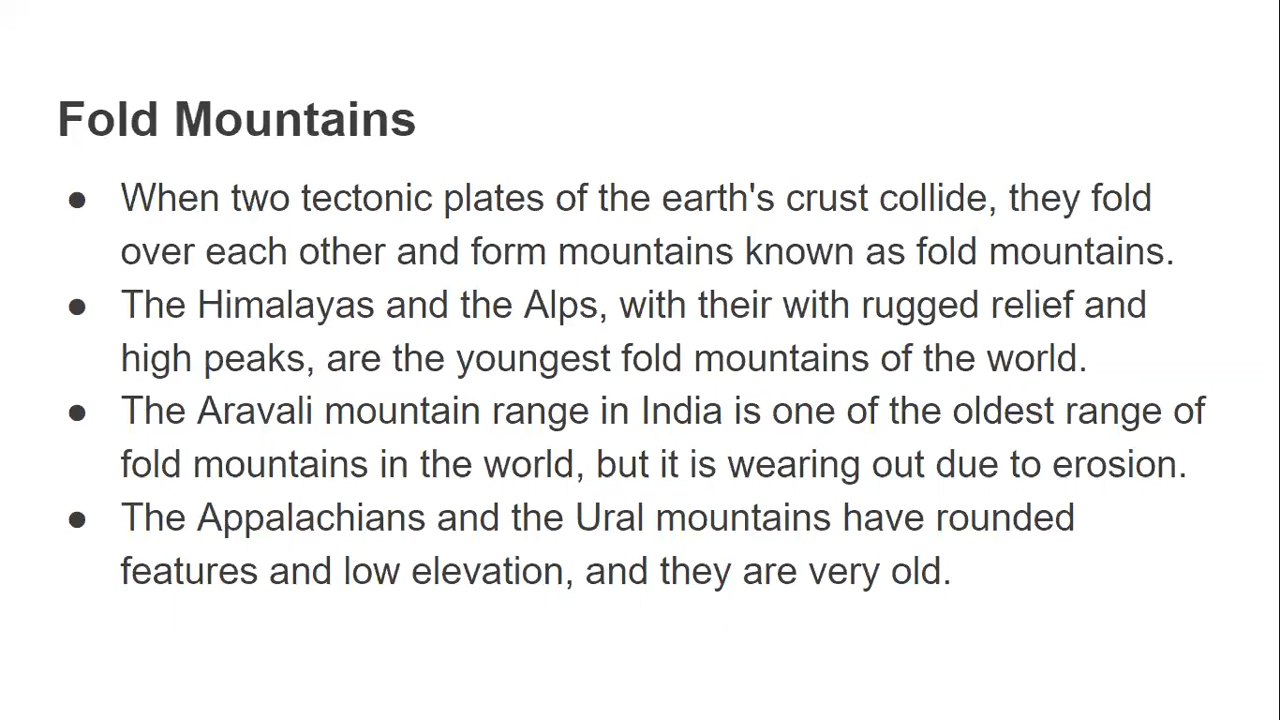 Fold Mountains
● When two tectonic plates of the earth's crust collide, they fold
over each other and form mountains known as fold mountains.
● The Himalayas and the Alps, with their with rugged relief and
high peaks, are the youngest fold mountains of the world.
● The Aravali mountain range in India is one of the oldest range of
fold mountains in the world, but it is wearing out due to erosion.
● The Appalachians and the Ural mountains have rounded
features and low elevation, and they are very old.